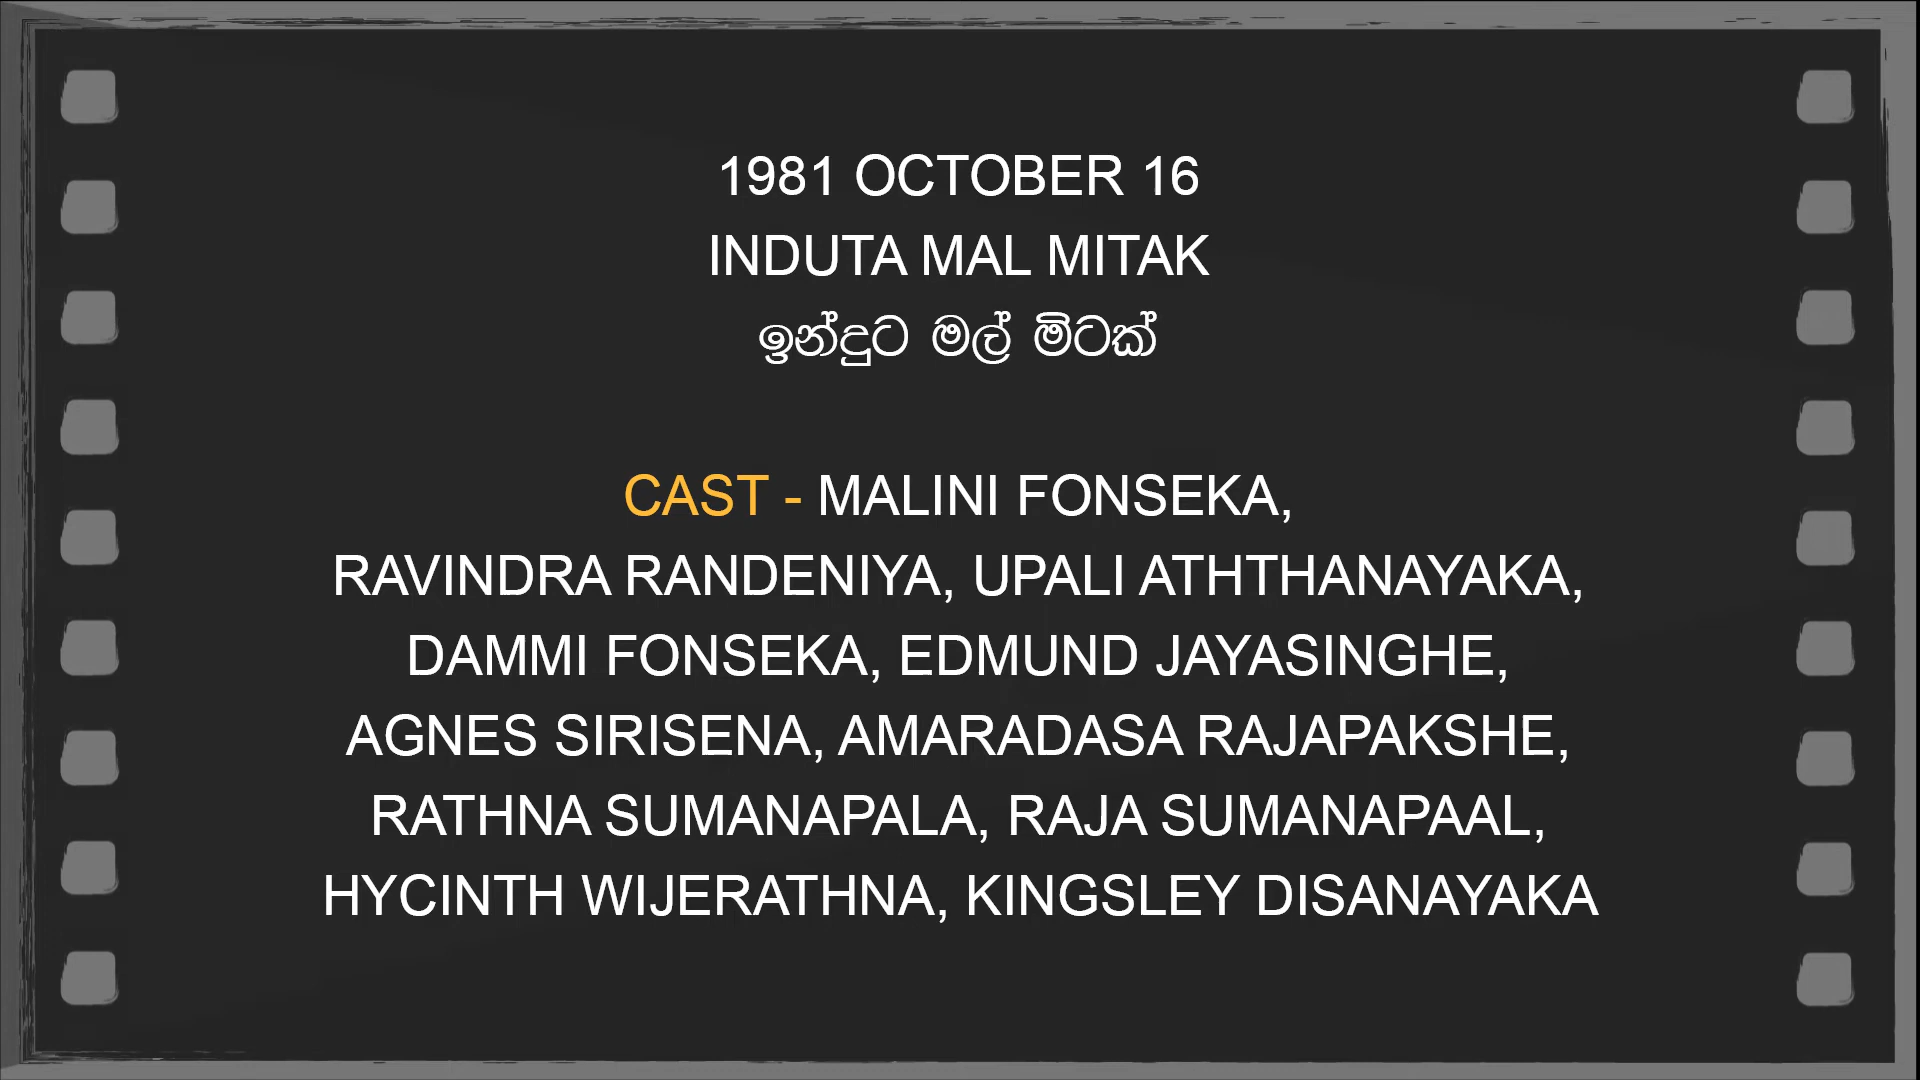 1981 OCTOBER 16
INDUTA MAL MITAK
ඉන්දුට මල් මිටක්
CAST - MALINI FONSEKA,
RAVINDRA RANDENIYA, UPALI ATHTHANAYAKA,
DAMMI FONSEKA, EDMUND JAYASINGHE,
AGNES SIRISENA, AMARADASA RAJAPAKSHE,
RATHNA SUMANAPALA, RAJA SUMANAPAAL,
HYCINTH WIJERATHNA, KINGSLEY DISANAYAKA